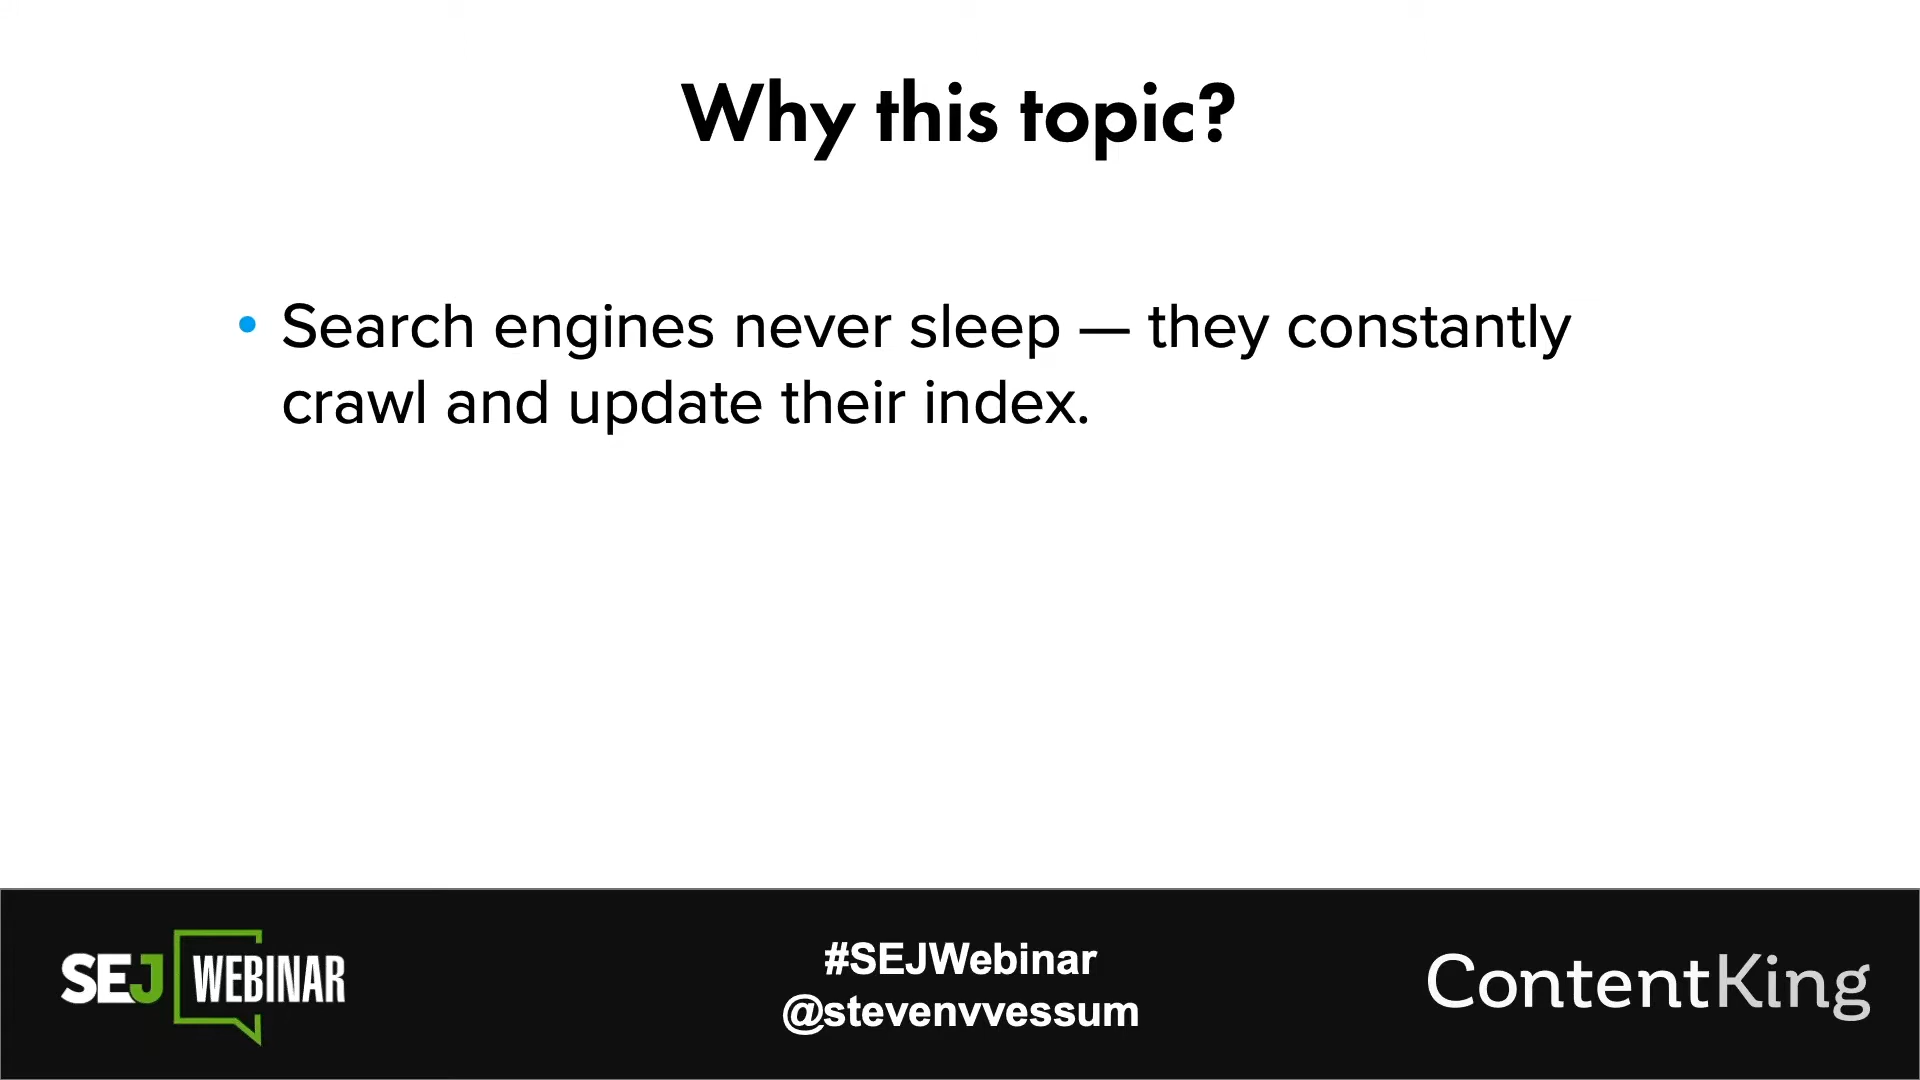 Why this topic?
• Search engines never sleep — they constantly
crawl and update their index.
SEJ WEBINAR
#SEJWebinar
@stevenvvessum
ContentKing